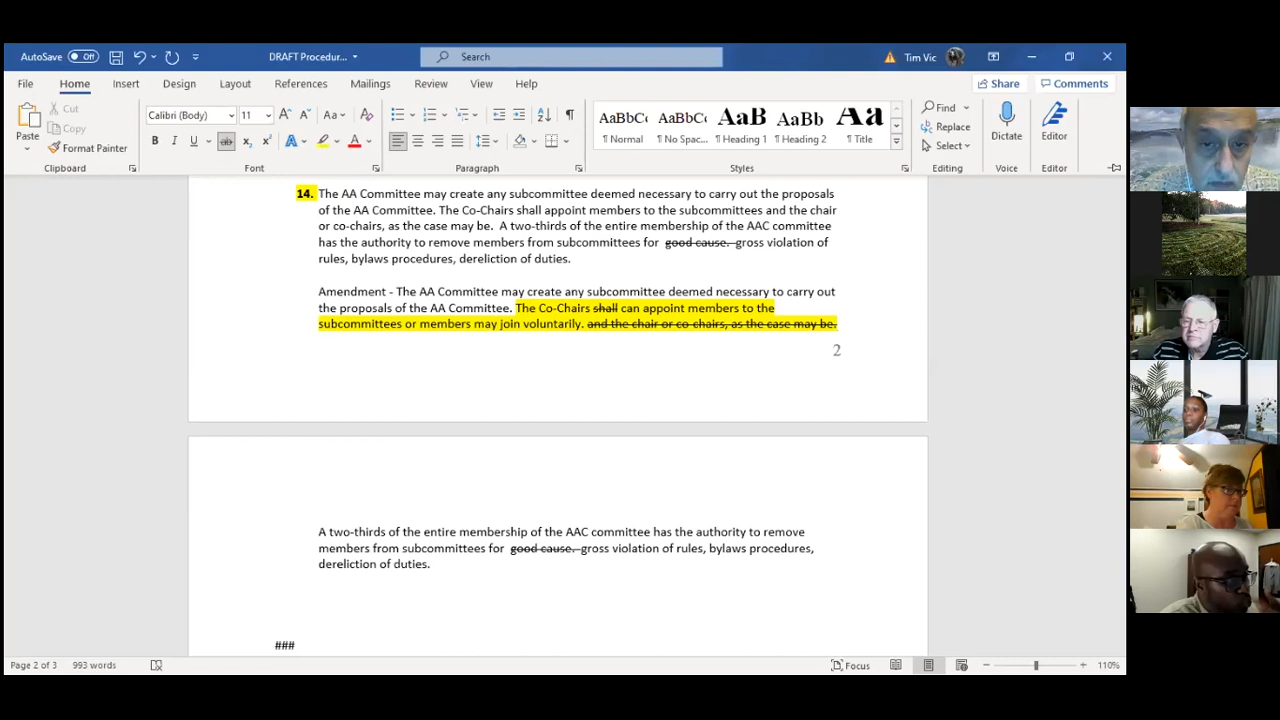 AutoSave Off DRAFT Procedur... Search Tim Vic
File Home Insert Design Layout References Mailings Review View Help Share Comments
Paste Cut Copy Format Painter Clipboard
Calibri (Body) 11 Aa B I U ab x₂ x² A A Font
Paragraph
AaBbCc Normal AaBbCc No Spac... AaB Heading 1 AaBb Heading 2 Aa Title Styles
Find Replace Select Editing
Dictate Voice Editor Editor
14. The AA Committee may create any subcommittee deemed necessary to carry out the proposals
of the AA Committee. The Co-Chairs shall appoint members to the subcommittees and the chair
or co-chairs, as the case may be. A two-thirds of the entire membership of the AAC committee
has the authority to remove members from subcommittees for good cause. gross violation of
rules, bylaws procedures, dereliction of duties.
Amendment - The AA Committee may create any subcommittee deemed necessary to carry out
the proposals of the AA Committee. The Co-Chairs shall can appoint members to the
subcommittees or members may join voluntarily. and the chair or co-chairs, as the case may be.
2
A two-thirds of the entire membership of the AAC committee has the authority to remove
members from subcommittees for good cause. gross violation of rules, bylaws procedures,
dereliction of duties.
###
Page 2 of 3 993 words Focus 110%